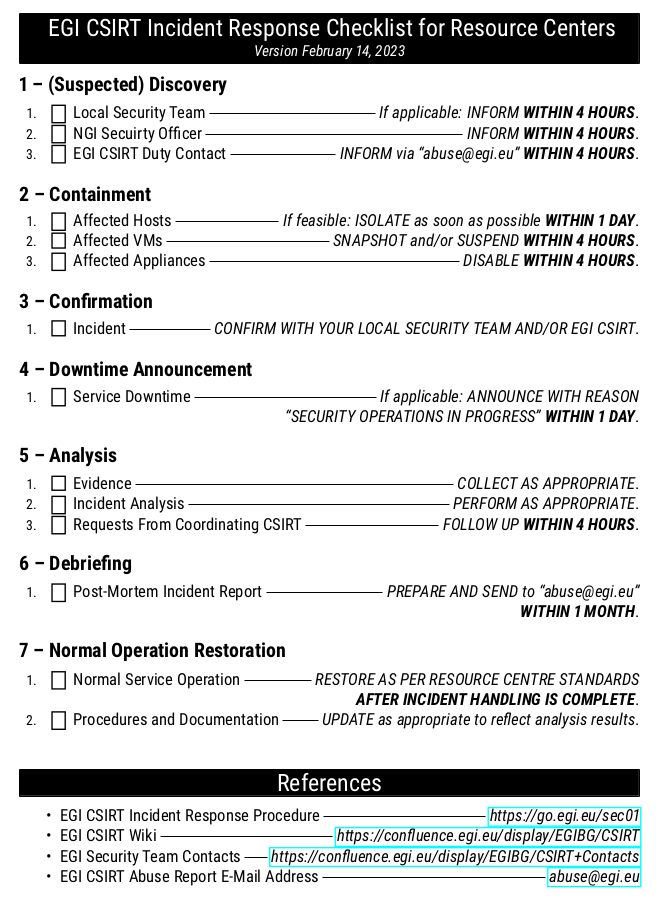 EGI CSIRT Incident Response Checklist for Resource Centers
Version February 14, 2023
1 – (Suspected) Discovery
1. Local Security Team If applicable: INFORM WITHIN 4 HOURS.
2. NGI Secuirty Officer INFORM WITHIN 4 HOURS.
3. EGI CSIRT Duty Contact INFORM via “abuse@egi.eu” WITHIN 4 HOURS.
2 – Containment
1. Affected Hosts If feasible: ISOLATE as soon as possible WITHIN 1 DAY.
2. Affected VMs SNAPSHOT and/or SUSPEND WITHIN 4 HOURS.
3. Affected Appliances DISABLE WITHIN 4 HOURS.
3 – Confirmation
1. Incident CONFIRM WITH YOUR LOCAL SECURITY TEAM AND/OR EGI CSIRT.
4 – Downtime Announcement
1. Service Downtime If applicable: ANNOUNCE WITH REASON
“SECURITY OPERATIONS IN PROGRESS” WITHIN 1 DAY.
5 – Analysis
1. Evidence COLLECT AS APPROPRIATE.
2. Incident Analysis PERFORM AS APPROPRIATE.
3. Requests From Coordinating CSIRT FOLLOW UP WITHIN 4 HOURS.
6 – Debriefing
1. Post-Mortem Incident Report PREPARE AND SEND to “abuse@egi.eu”
WITHIN 1 MONTH.
7 – Normal Operation Restoration
1. Normal Service Operation RESTORE AS PER RESOURCE CENTRE STANDARDS
AFTER INCIDENT HANDLING IS COMPLETE.
2. Procedures and Documentation UPDATE as appropriate to reflect analysis results.
References
• EGI CSIRT Incident Response Procedure https://go.egi.eu/sec01
• EGI CSIRT Wiki https://confluence.egi.eu/display/EGIBG/CSIRT
• EGI Security Team Contacts https://confluence.egi.eu/display/EGIBG/CSIRT+Contacts
• EGI CSIRT Abuse Report E-Mail Address abuse@egi.eu